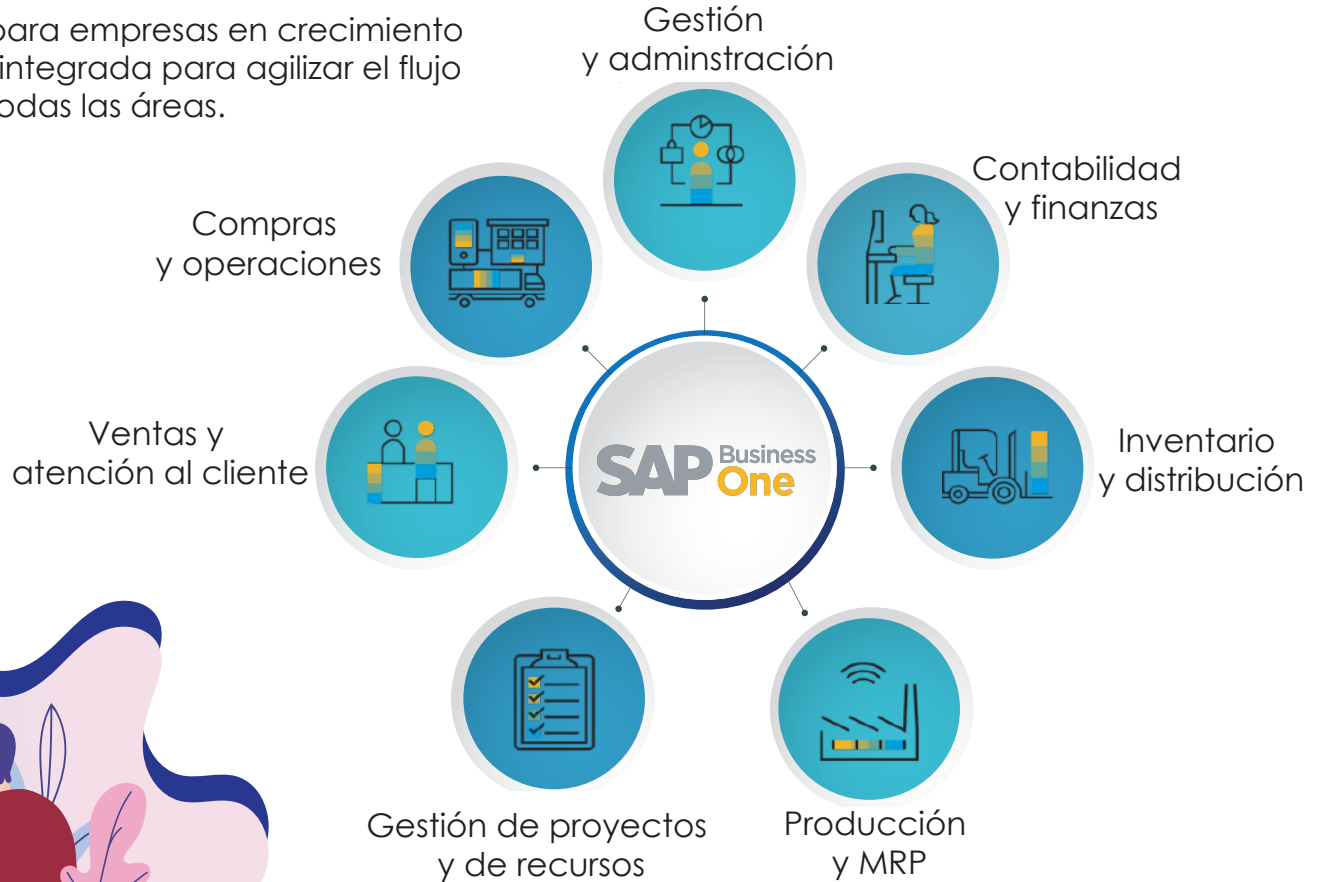 para empresas en crecimiento
integrada para agilizar el flujo
todas las áreas.
Gestión
y adminstración
Contabilidad
y finanzas
Compras
y operaciones
Ventas y
atención al cliente
SAP Business
One
Inventario
y distribución
Gestión de proyectos
y de recursos
Producción
y MRP